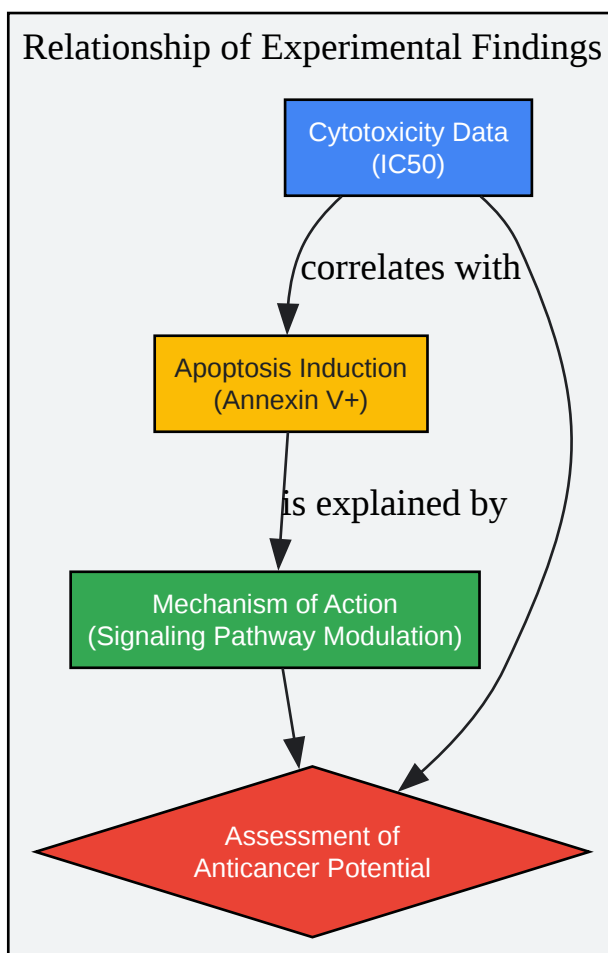 Relationship of Experimental Findings
Cytotoxicity Data
(IC50)
correlates with
Apoptosis Induction
(Annexin V+)
is explained by
Mechanism of Action
(Signaling Pathway Modulation)
Assessment of
Anticancer Potential